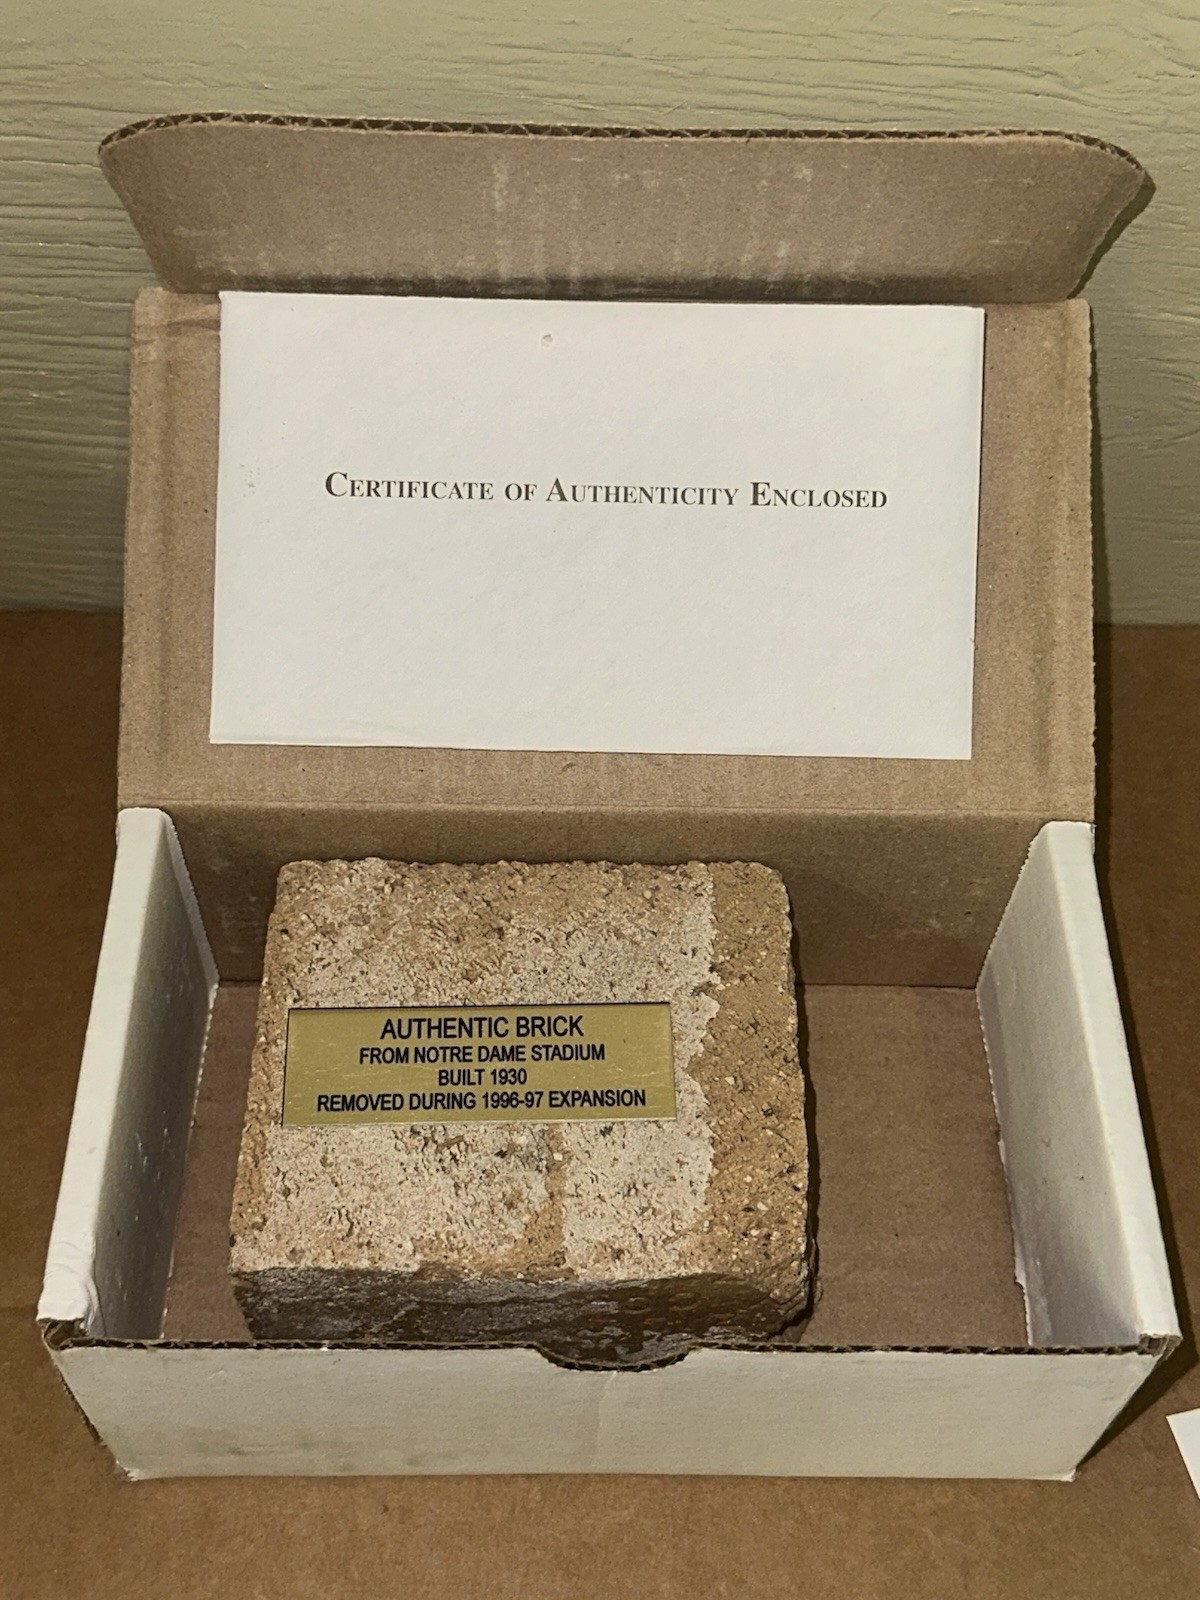 Certificate of Authenticity Enclosed
AUTHENTIC BRICK
FROM NOTRE DAME STADIUM
BUILT 1930
REMOVED DURING 1996-97 EXPANSION